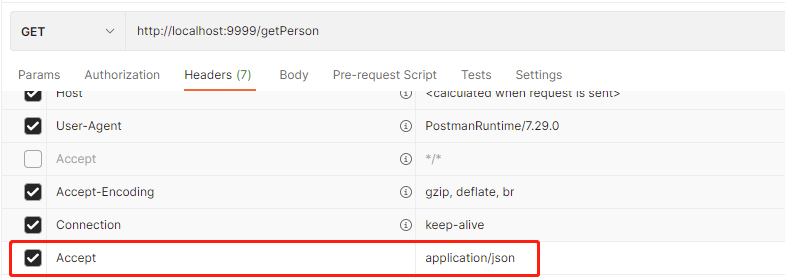 GET http://localhost:9999/getPerson
Params Authorization Headers (7) Body Pre-request Script Tests Settings
Host <calculated when request is sent>
User-Agent PostmanRuntime/7.29.0
Accept */*
Accept-Encoding gzip, deflate, br
Connection keep-alive
Accept application/json